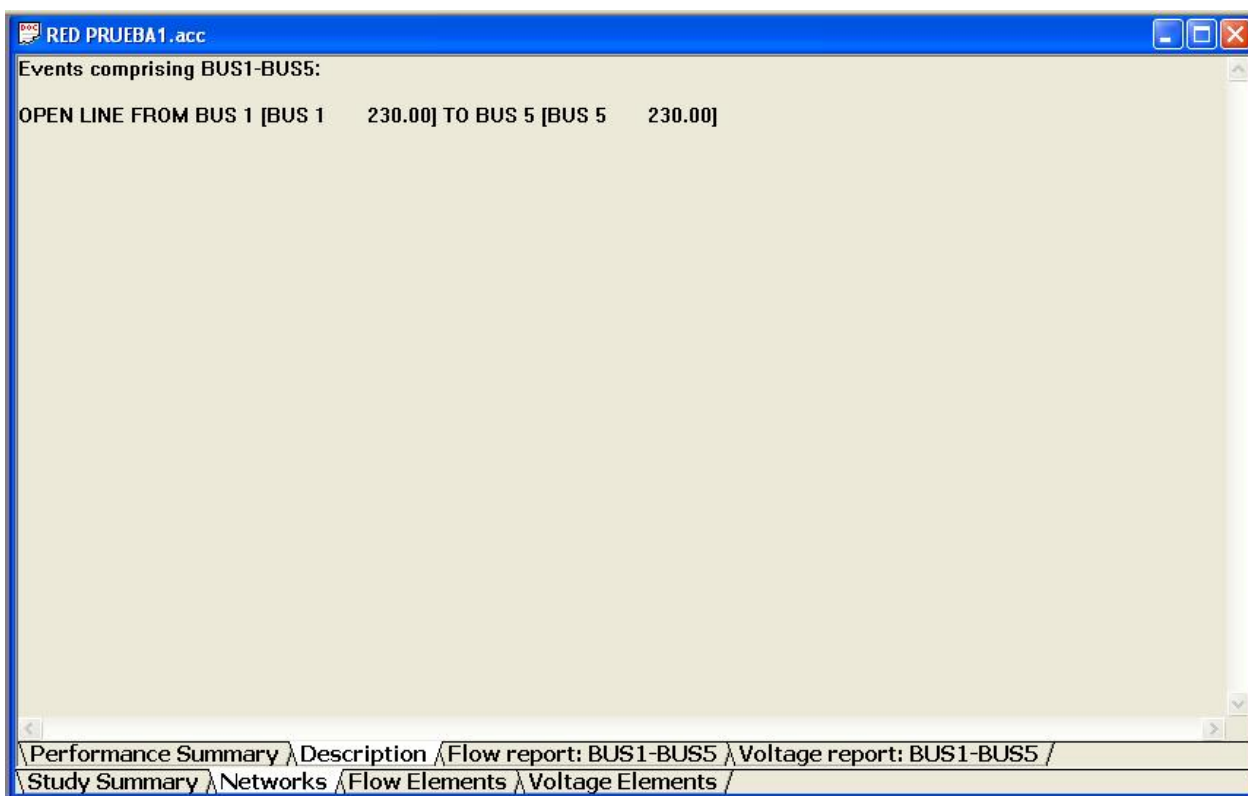 RED PRUEBA1.acc
Events comprising BUS1-BUS5:
OPEN LINE FROM BUS 1 [BUS 1 230.00] TO BUS 5 [BUS 5 230.00]
Performance Summary Description Flow report: BUS1-BUS5 Voltage report: BUS1-BUS5
Study Summary Networks Flow Elements Voltage Elements